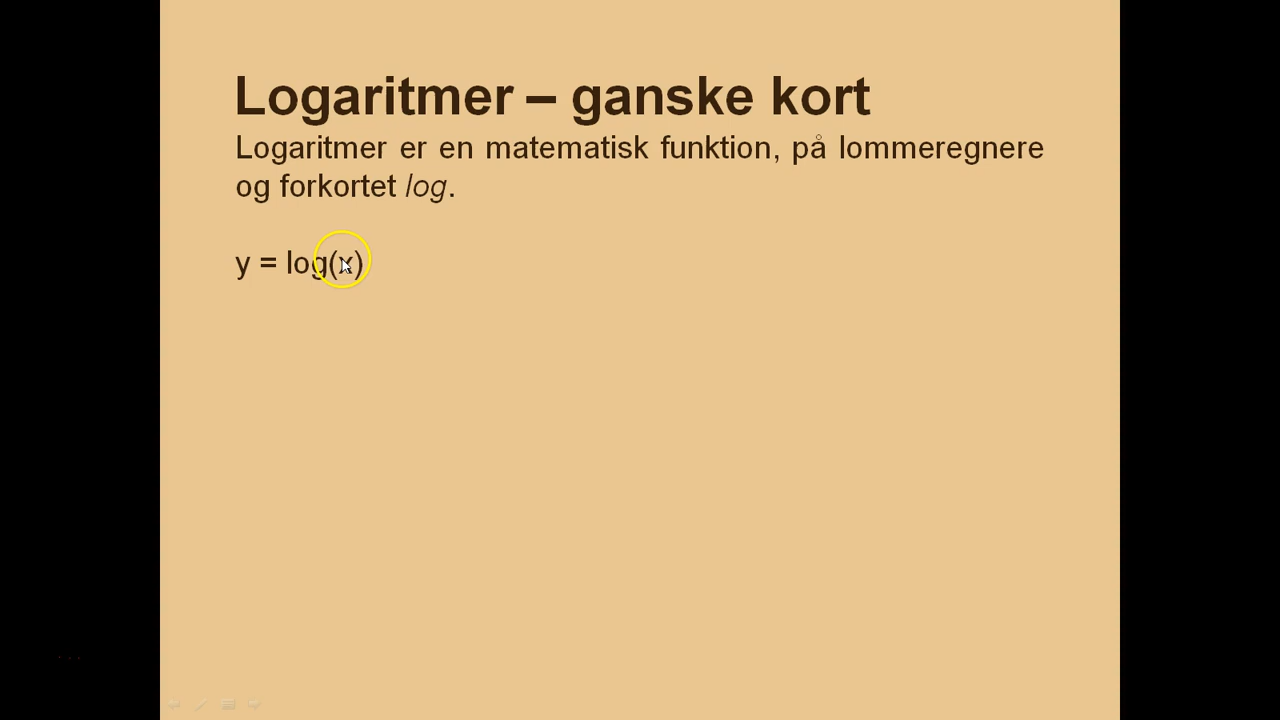 Logaritmer – ganske kort
Logaritmer er en matematisk funktion, på lommeregnere
og forkortet log.
y = log(x)